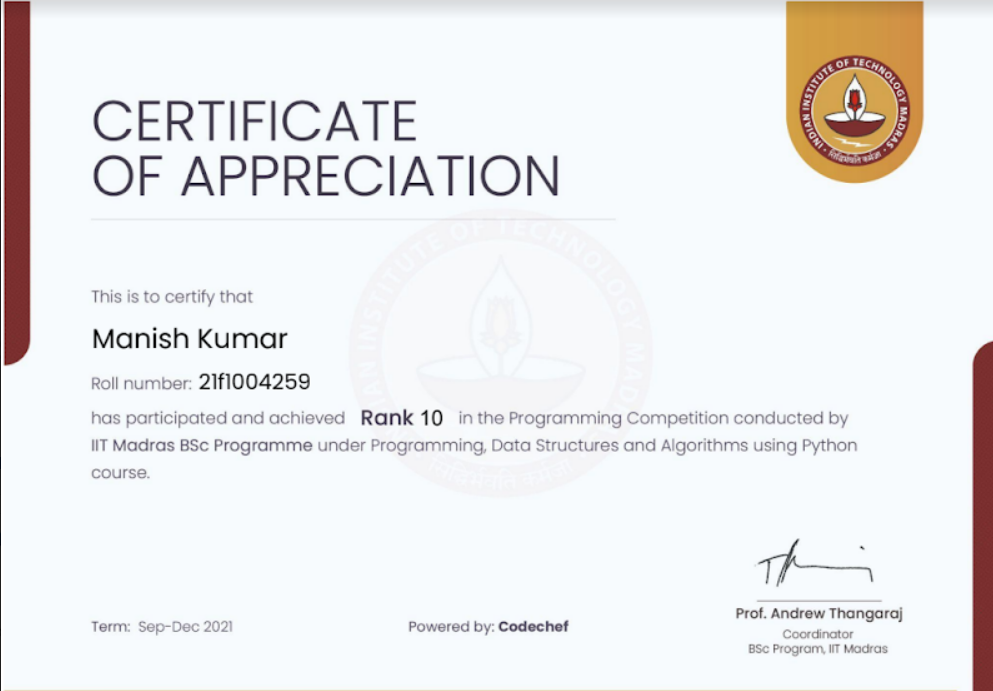 CERTIFICATE
OF APPRECIATION
INDIAN INSTITUTE OF TECHNOLOGY MADRAS
सिद्धिर्भवति कर्मजा
This is to certify that
Manish Kumar
Roll number: 21f1004259
has participated and achieved Rank 10 in the Programming Competition conducted by
IIT Madras BSc Programme under Programming, Data Structures and Algorithms using Python
course.
Term: Sep-Dec 2021
Powered by: Codechef
Prof. Andrew Thangaraj
Coordinator
BSc Program, IIT Madras